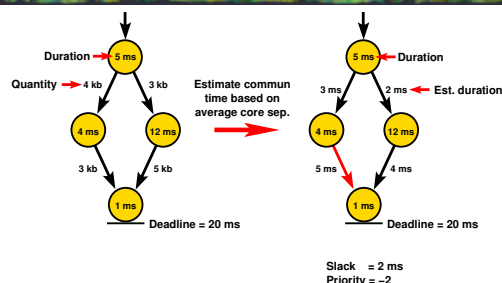 Duration
5 ms
Quantity
4 kb
3 kb
4 ms
12 ms
3 kb
5 kb
1 ms
Deadline = 20 ms
Estimate commun
time based on
average core sep.
5 ms
Duration
3 ms
2 ms
Est. duration
4 ms
12 ms
5 ms
4 ms
1 ms
Deadline = 20 ms
Slack = 2 ms
Priority = −2